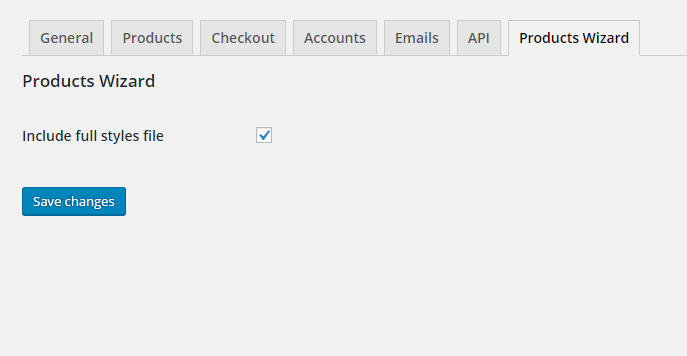 General Products Checkout Accounts Emails API Products Wizard
Products Wizard
Include full styles file
Save changes